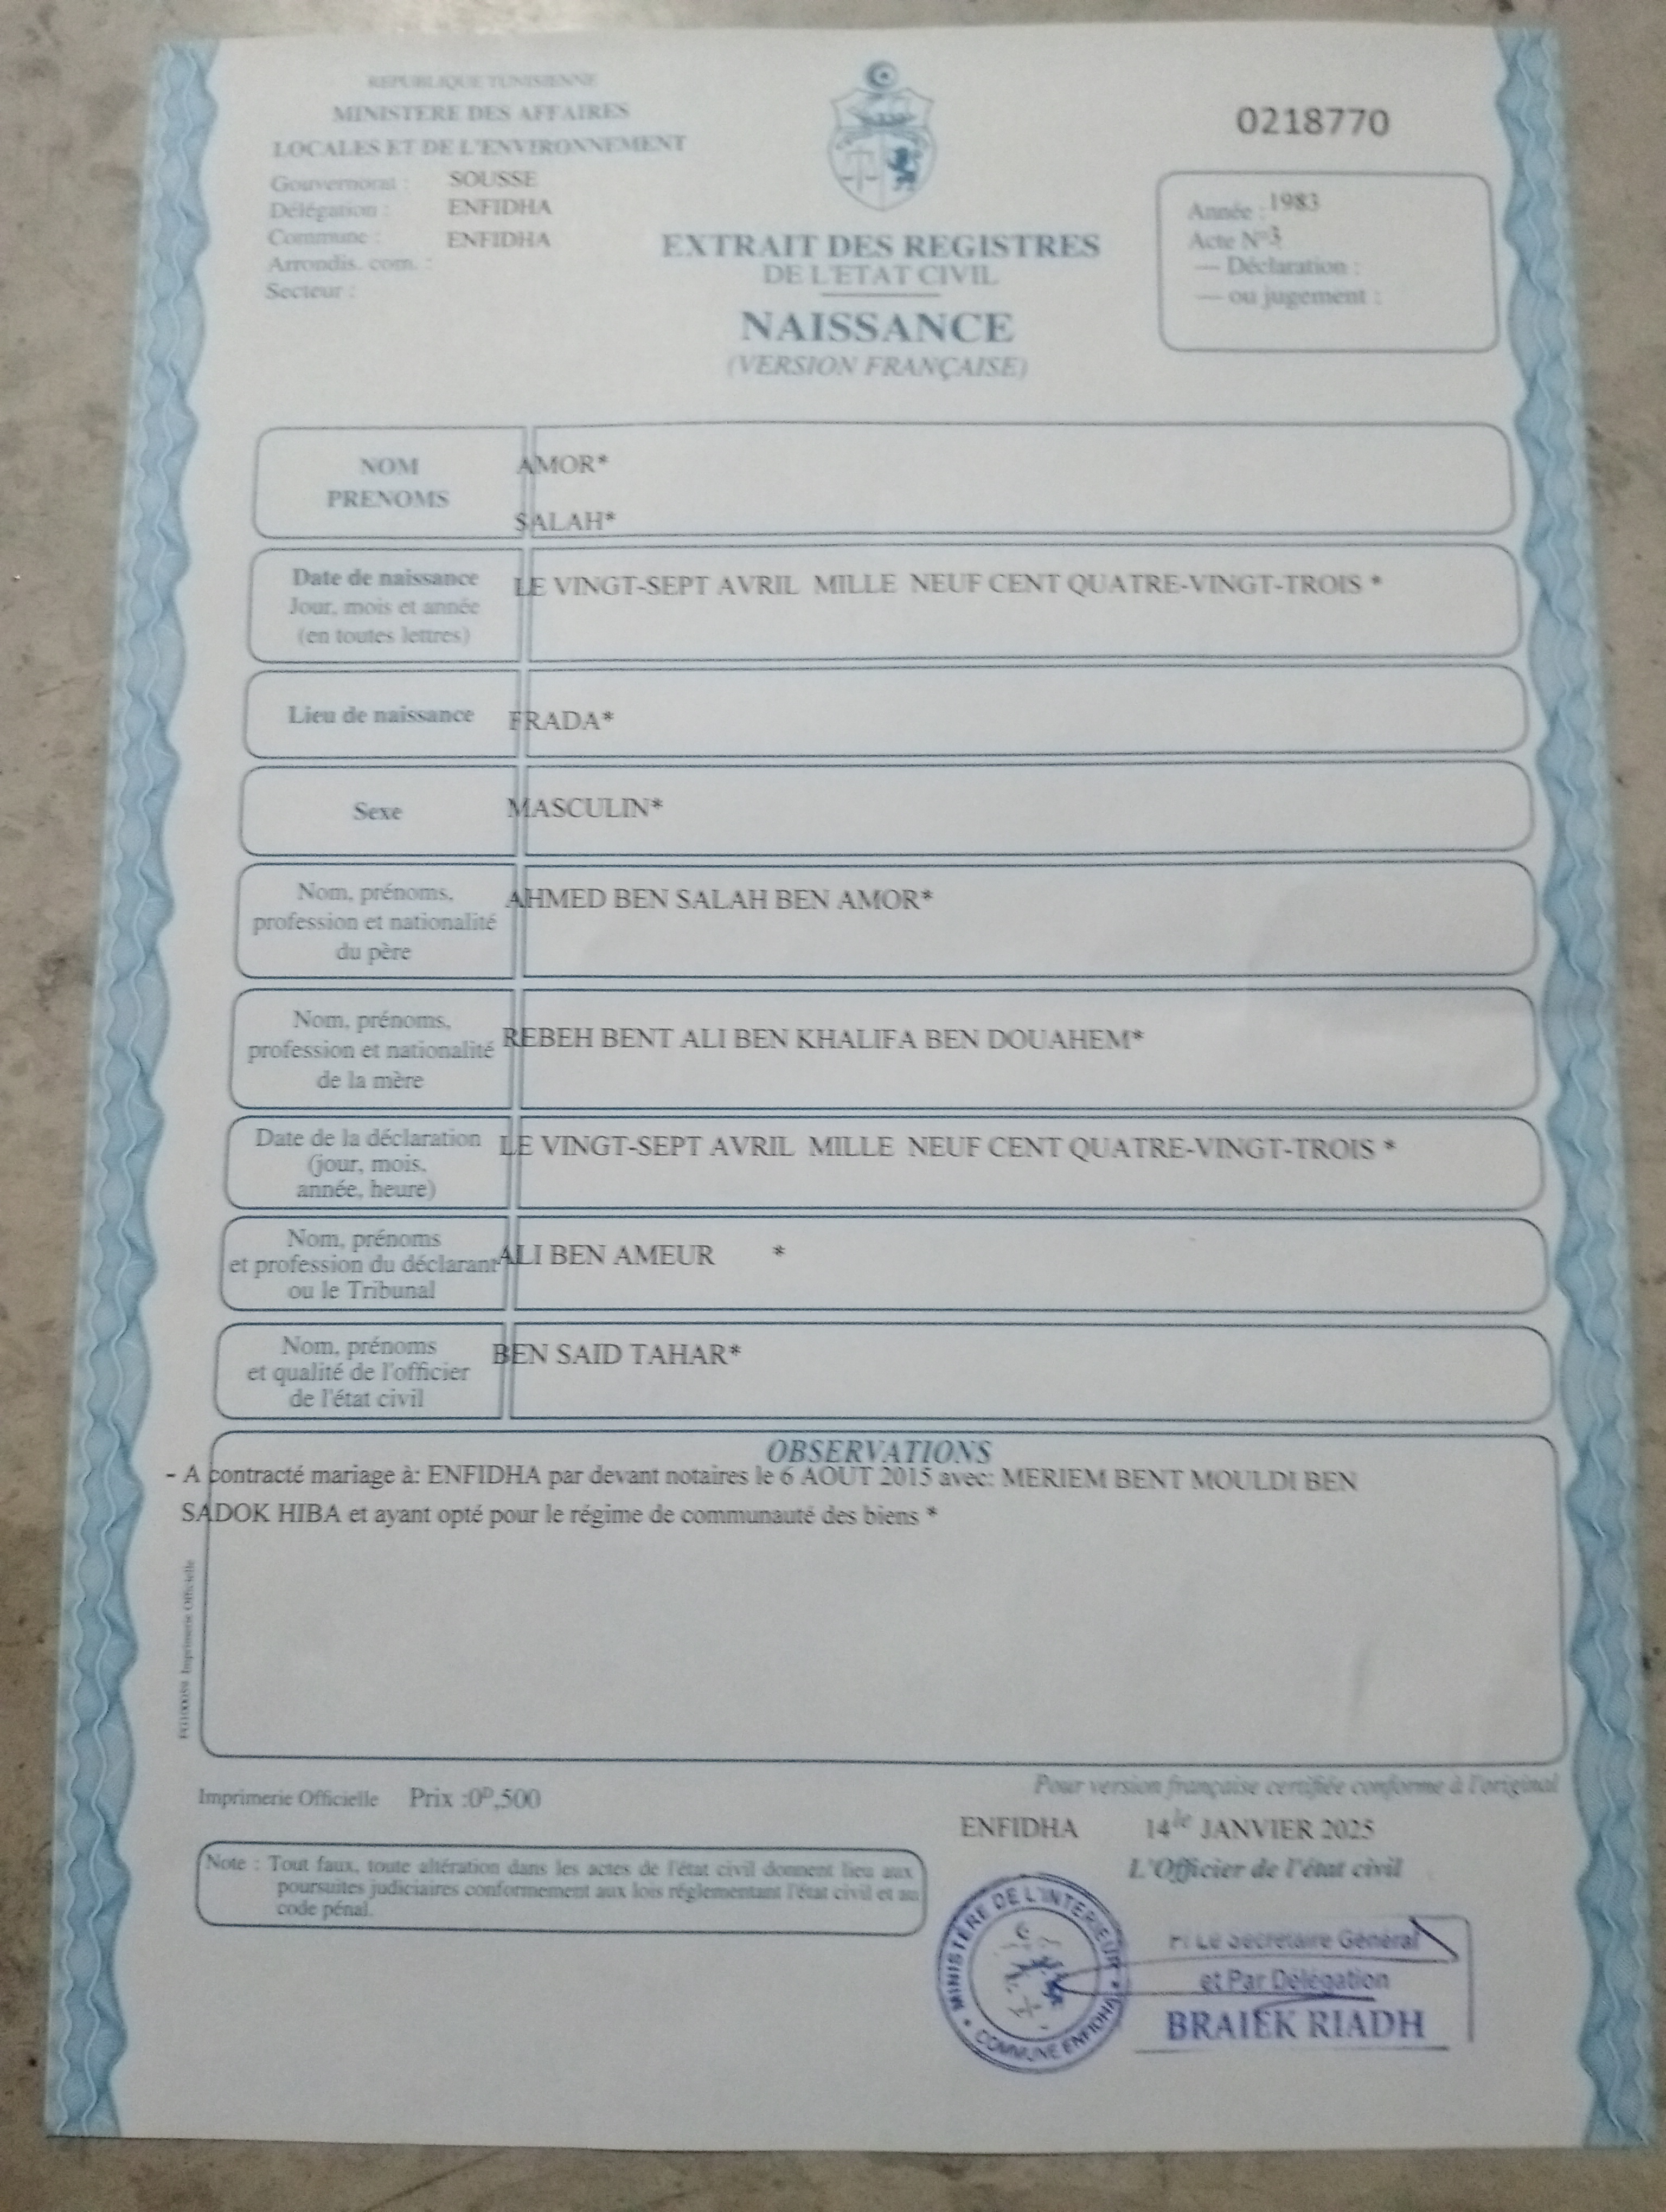 REPUBLIQUE TUNISIENNE
MINISTERE DES AFFAIRES
LOCALES ET DE L'ENVIRONNEMENT
Gouvernorat : SOUSSE
Délégation : ENFIDHA
Commune : ENFIDHA
Arrondis. com. :
Secteur :
EXTRAIT DES REGISTRES
DE L'ETAT CIVIL
NAISSANCE
(VERSION FRANÇAISE)
0218770
Année : 1983
Acte N° 3
— Déclaration :
— ou jugement :
NOM AMOR*
PRENOMS
SALAH*
Date de naissance LE VINGT-SEPT AVRIL MILLE NEUF CENT QUATRE-VINGT-TROIS *
Jour, mois et année
(en toutes lettres)
Lieu de naissance FRADA*
Sexe MASCULIN*
Nom, prénoms, AHMED BEN SALAH BEN AMOR*
profession et nationalité
du père
Nom, prénoms,
profession et nationalité REBEH BENT ALI BEN KHALIFA BEN DOUAHEM*
de la mère
Date de la déclaration LE VINGT-SEPT AVRIL MILLE NEUF CENT QUATRE-VINGT-TROIS *
(jour, mois,
année, heure)
Nom, prénoms
et profession du déclarant ALI BEN AMEUR *
ou le Tribunal
Nom, prénoms BEN SAID TAHAR*
et qualité de l'officier
de l'état civil
OBSERVATIONS
- A contracté mariage à: ENFIDHA par devant notaires le 6 AOUT 2015 avec: MERIEM BENT MOULDI BEN
SADOK HIBA et ayant opté pour le régime de communauté des biens *
Imprimerie Officielle
Imprimerie Officielle Prix :0ᴰ,500
Pour version française certifiée conforme à l'original
ENFIDHA 14 le JANVIER 2025
L'Officier de l'état civil
Note : Tout faux, toute altération dans les actes de l'état civil donnent lieu aux
poursuites judiciaires conformement aux lois réglementant l'état civil et au
code pénal.
MINISTÈRE DE L'INTERIEUR
COMMUNE ENFIDHA
Le Secrétaire Général
et Par Délégation
BRAIEK RIADH